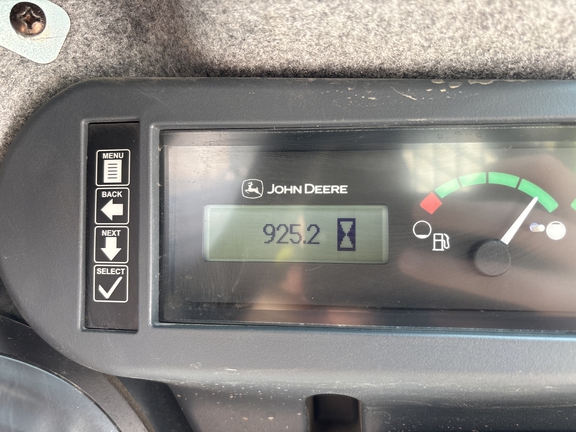 MENU
BACK
NEXT
SELECT
JOHN DEERE
925.2